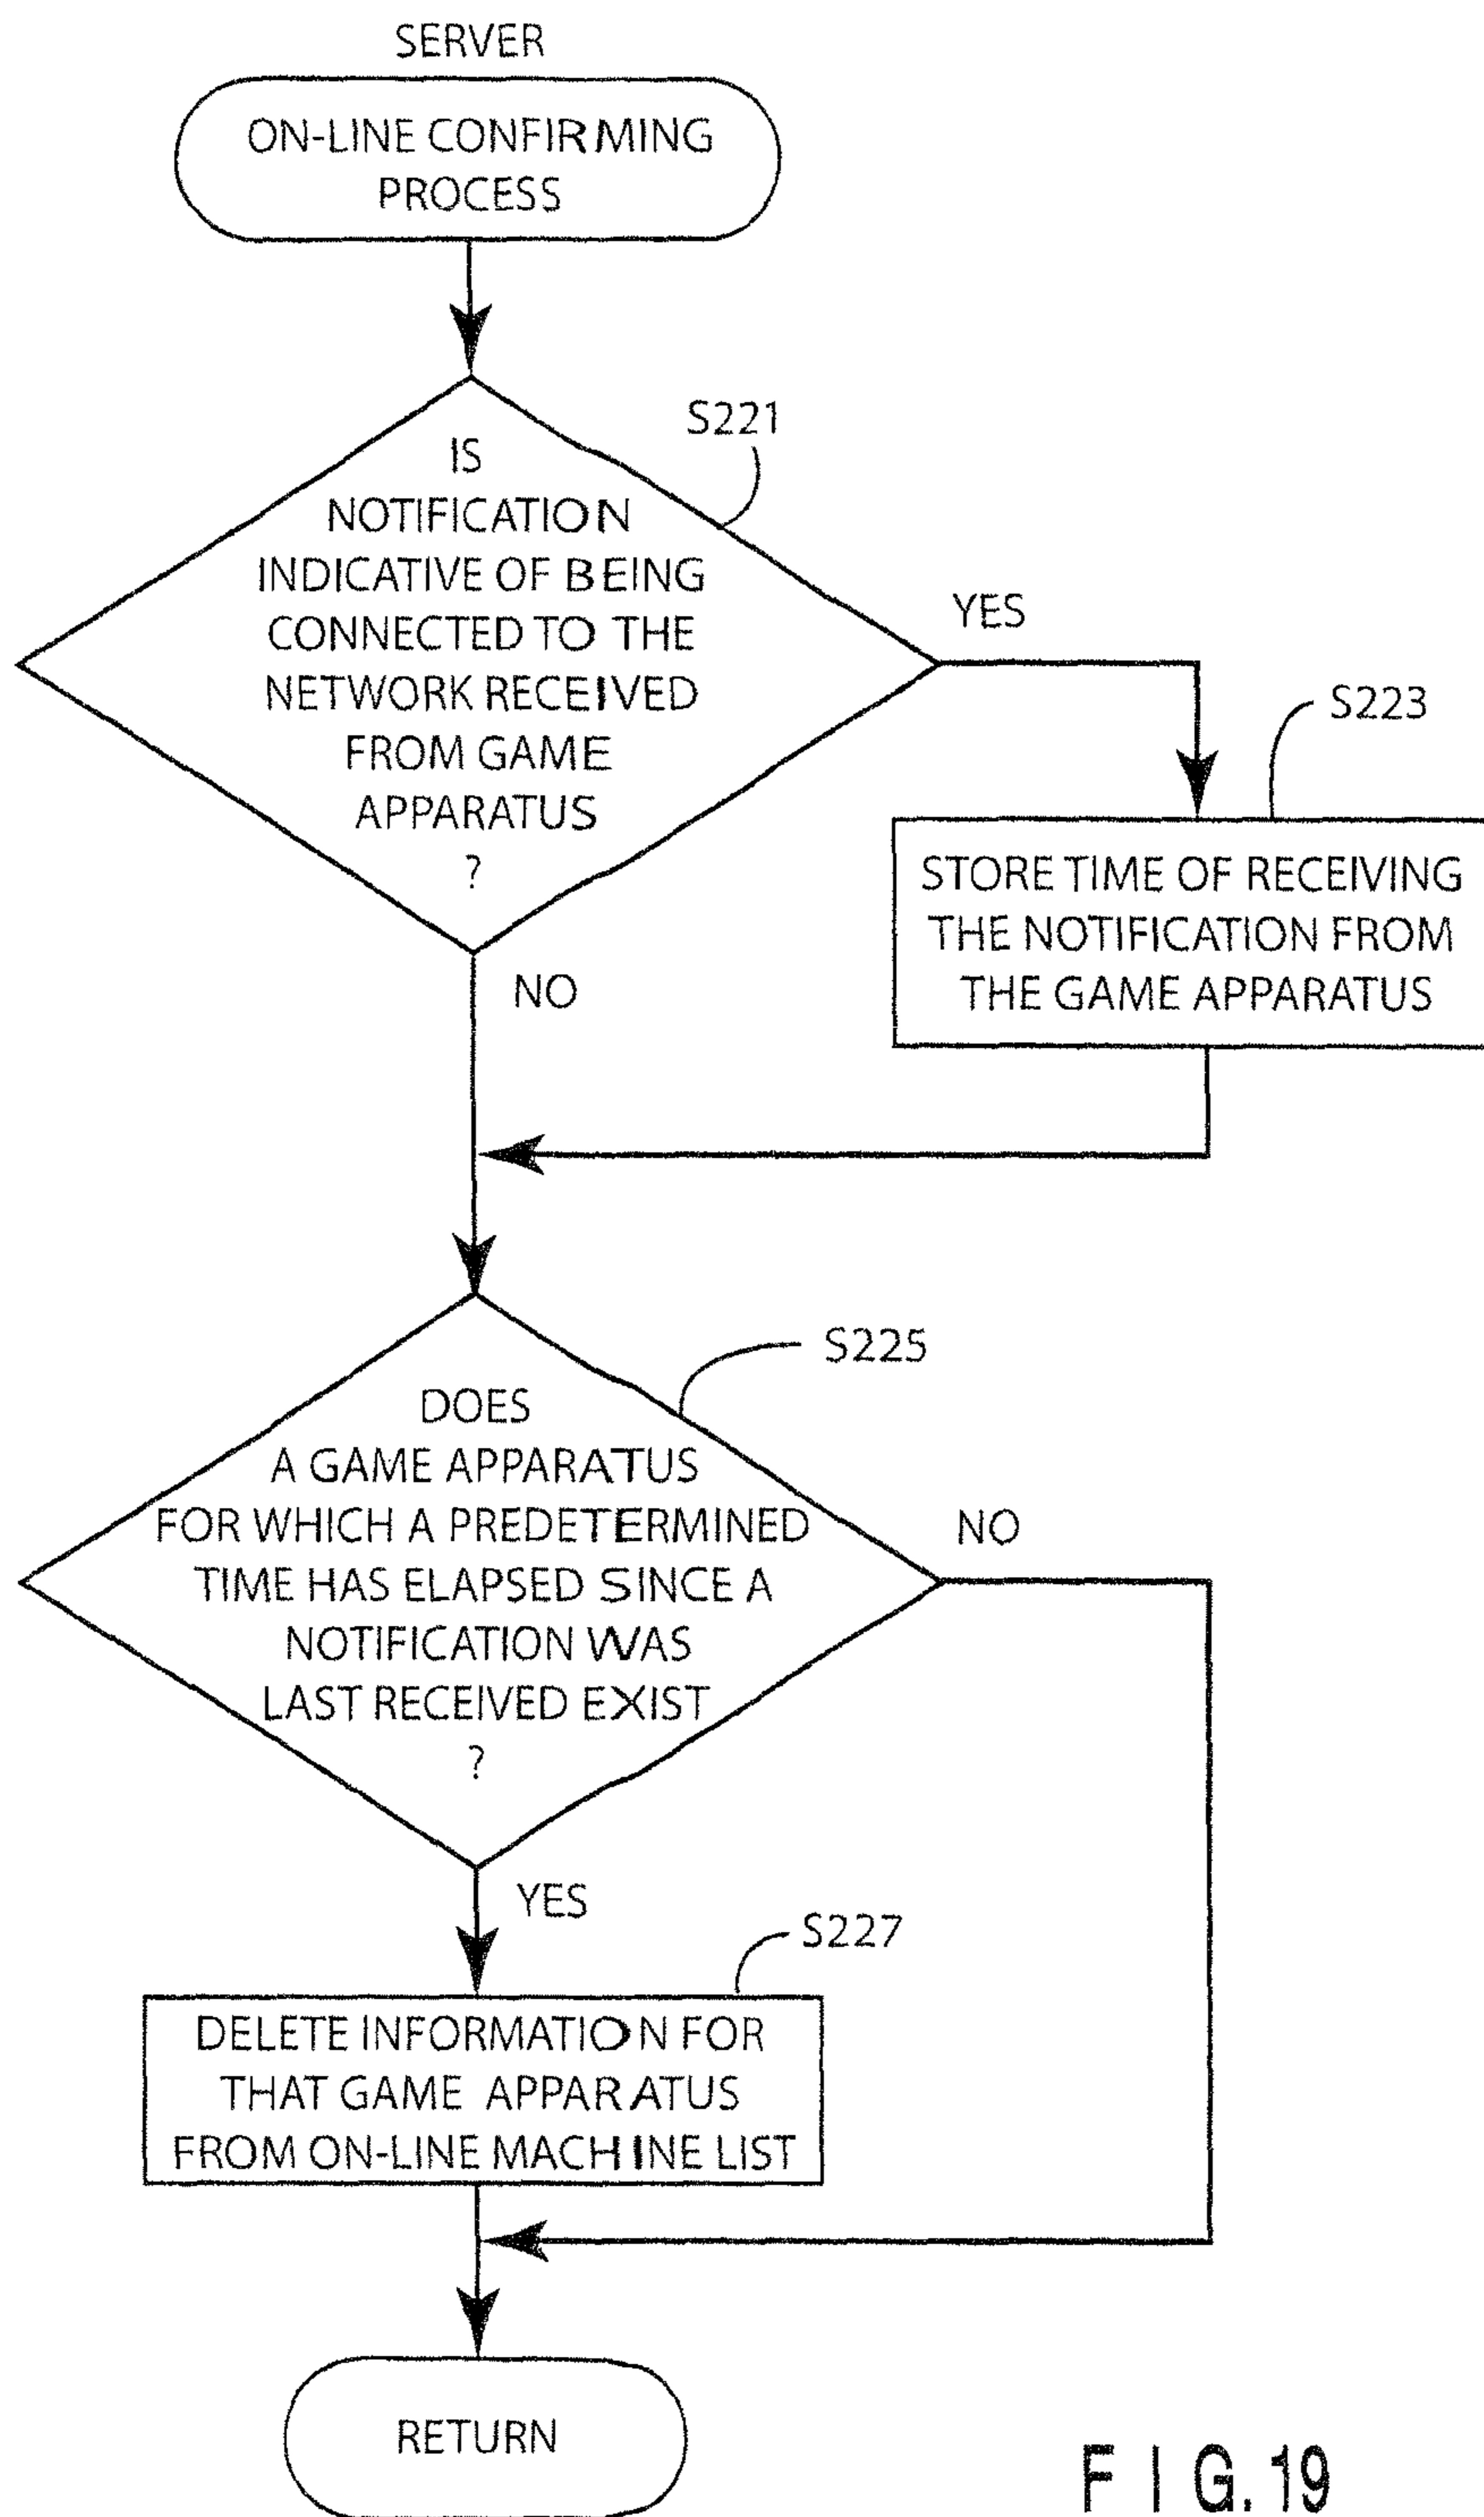 SERVER
ON-LINE CONFIRMING
PROCESS
S221
IS
NOTIFICATION
INDICATIVE OF BEING
CONNECTED TO THE
NETWORK RECEIVED
FROM GAME
APPARATUS
?
YES
S223
STORE TIME OF RECEIVING
THE NOTIFICATION FROM
THE GAME APPARATUS
NO
S225
DOES
A GAME APPARATUS
FOR WHICH A PREDETERMINED
TIME HAS ELAPSED SINCE A
NOTIFICATION WAS
LAST RECEIVED EXIST
?
NO
YES
S227
DELETE INFORMATION FOR
THAT GAME APPARATUS
FROM ON-LINE MACHINE LIST
RETURN
FIG. 19